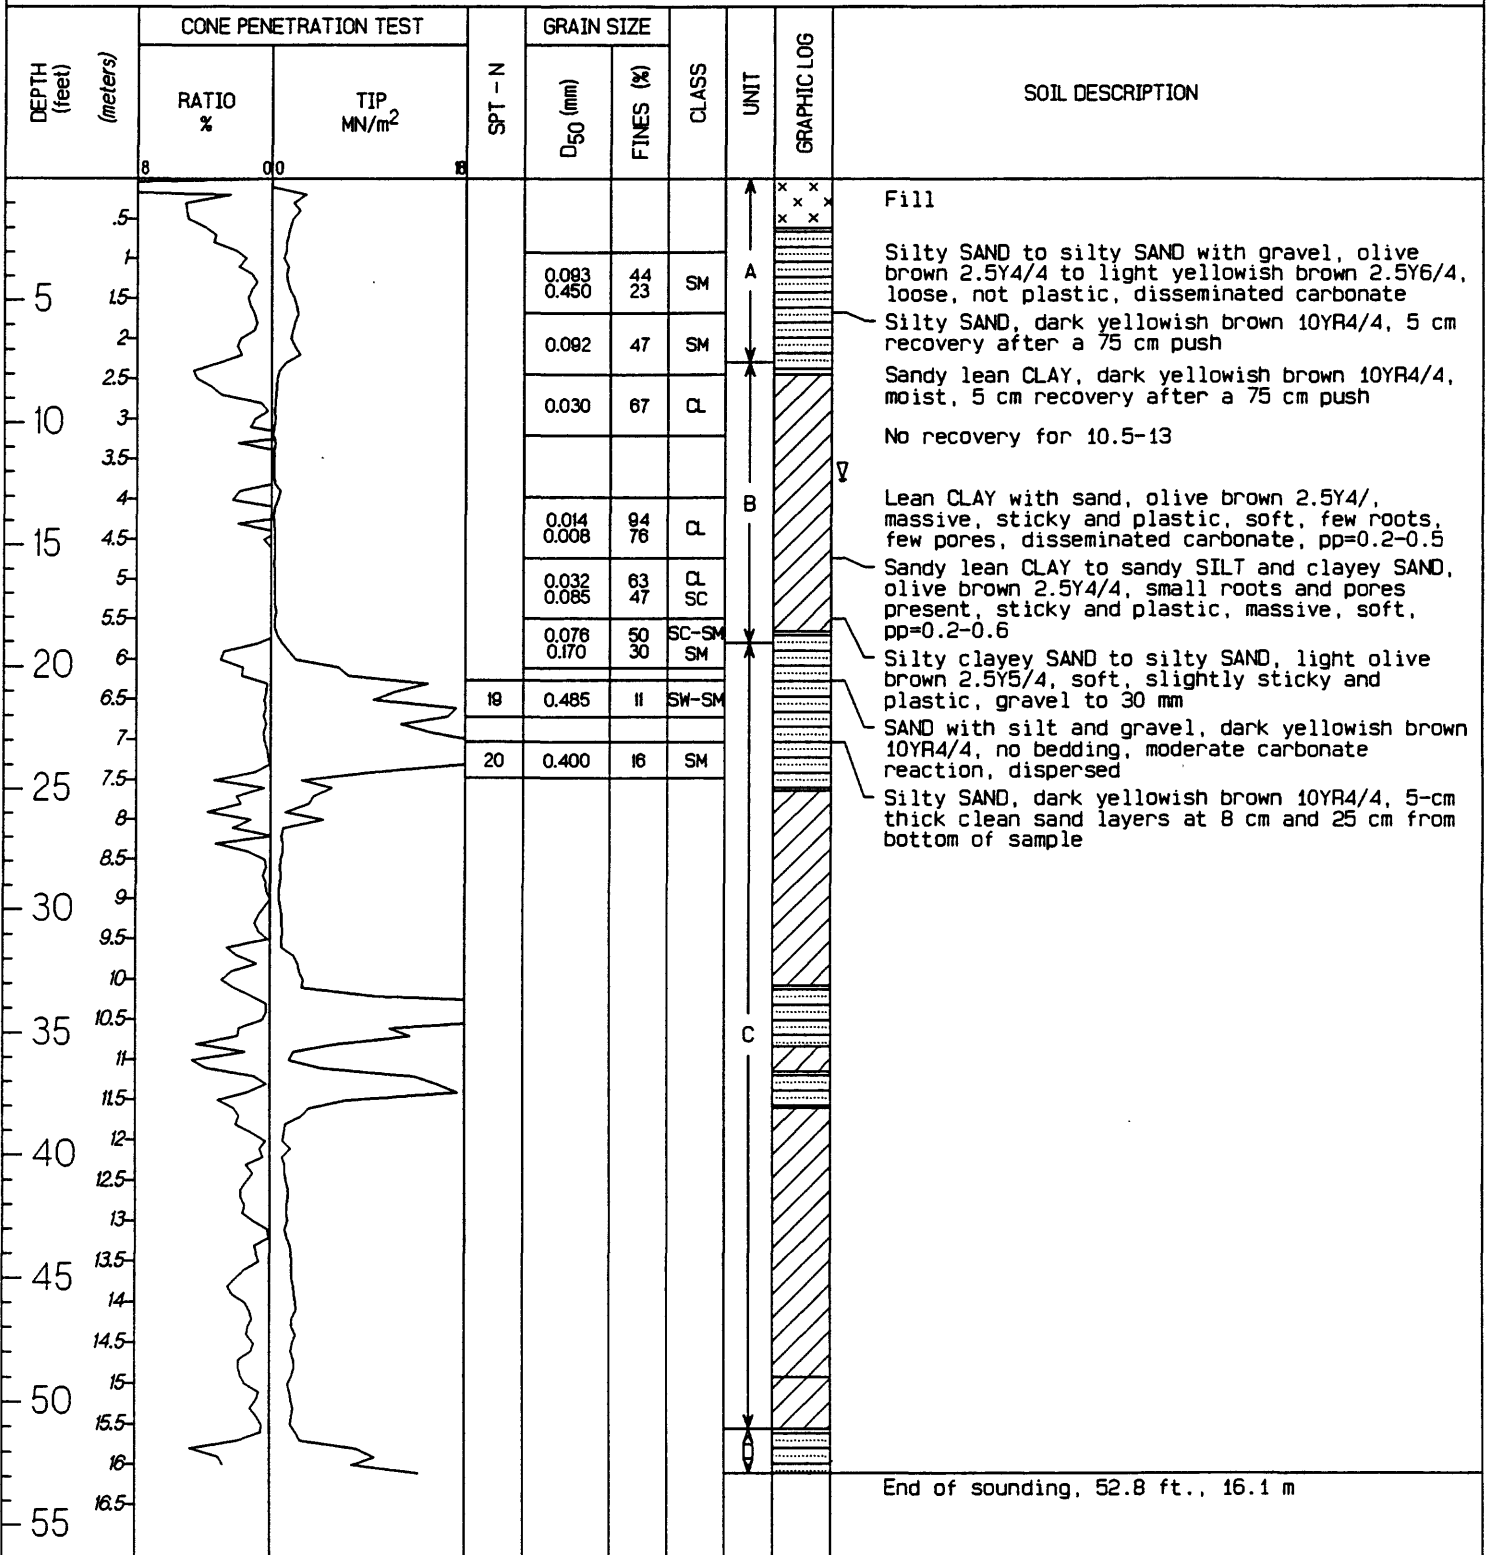 CONE PENETRATION TEST
GRAIN SIZE
DEPTH
(feet)
(meters)
RATIO
%
TIP
MN/m2
SPT - N
D50 (mm)
FINES (%)
CLASS
UNIT
GRAPHIC LOG
SOIL DESCRIPTION
8 0 0 18
Fill
.5
Silty SAND to silty SAND with gravel, olive
brown 2.5Y4/4 to light yellowish brown 2.5Y6/4,
loose, not plastic, disseminated carbonate
1
A
0.093 44 SM
0.450 23
5
1.5
Silty SAND, dark yellowish brown 10YR4/4, 5 cm
recovery after a 75 cm push
2
0.092 47 SM
2.5
Sandy lean CLAY, dark yellowish brown 10YR4/4,
moist, 5 cm recovery after a 75 cm push
0.030 67 CL
10
3
No recovery for 10.5-13
3.5
4
B
Lean CLAY with sand, olive brown 2.5Y4/,
massive, sticky and plastic, soft, few roots,
few pores, disseminated carbonate, pp=0.2-0.5
0.014 94 CL
0.008 76
15
4.5
Sandy lean CLAY to sandy SILT and clayey SAND,
olive brown 2.5Y4/4, small roots and pores
present, sticky and plastic, massive, soft,
pp=0.2-0.6
5
0.032 63 CL
0.085 47 SC
5.5
0.076 50 SC-SM
0.170 30 SM
20
6
Silty clayey SAND to silty SAND, light olive
brown 2.5Y5/4, soft, slightly sticky and
plastic, gravel to 30 mm
6.5
19 0.485 11 SW-SM
SAND with silt and gravel, dark yellowish brown
10YR4/4, no bedding, moderate carbonate
reaction, dispersed
7
20 0.400 16 SM
25
7.5
Silty SAND, dark yellowish brown 10YR4/4, 5-cm
thick clean sand layers at 8 cm and 25 cm from
bottom of sample
8
8.5
30
9
9.5
10
35
10.5
C
11
11.5
40
12
12.5
13
13.5
45
14
14.5
50
15
15.5
D
16
End of sounding, 52.8 ft., 16.1 m
16.5
55